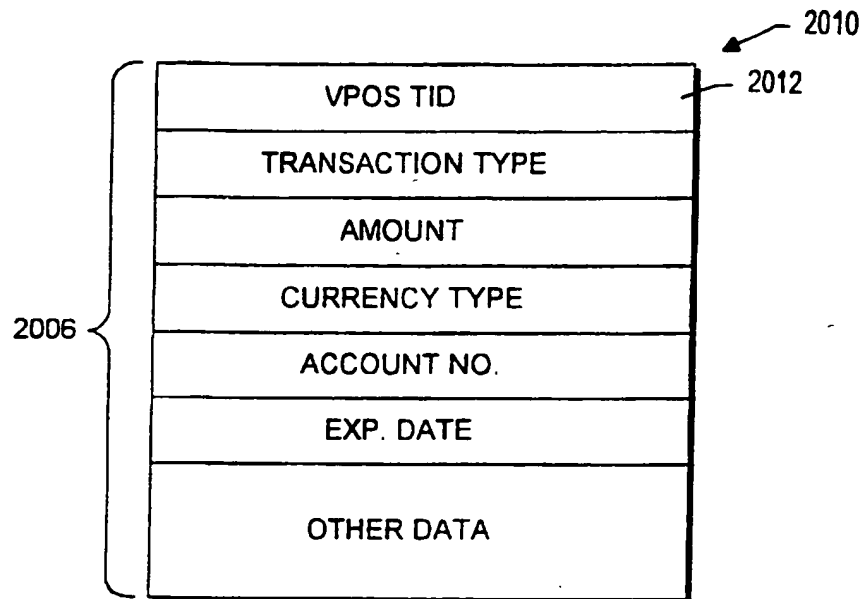 2010
VPOS TID
2012
TRANSACTION TYPE
AMOUNT
CURRENCY TYPE
2006
ACCOUNT NO.
EXP. DATE
OTHER DATA